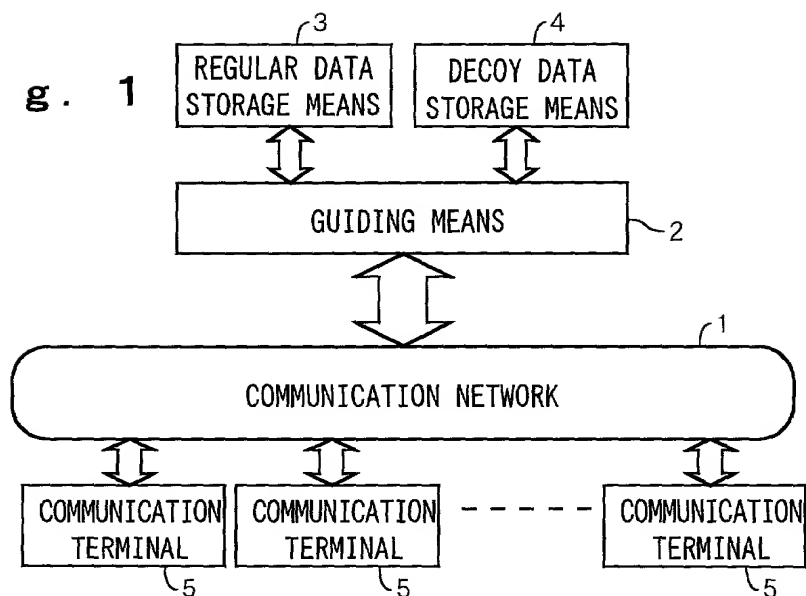 g. 1
3
4
REGULAR DATA
STORAGE MEANS
DECOY DATA
STORAGE MEANS
GUIDING MEANS
2
1
COMMUNICATION NETWORK
COMMUNICATION
TERMINAL
COMMUNICATION
TERMINAL
COMMUNICATION
TERMINAL
5
5
5